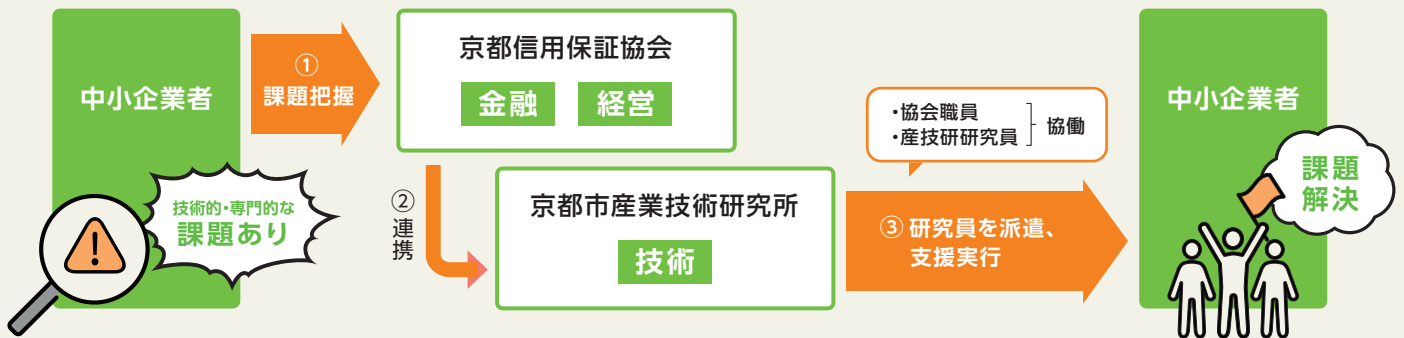 中小企業者
技術的・専門的な
課題あり
①
課題把握
京都信用保証協会
金融 経営
②連携
京都市産業技術研究所
技術
・協会職員
・産技研研究員
協働
③ 研究員を派遣、
支援実行
中小企業者
課題
解決